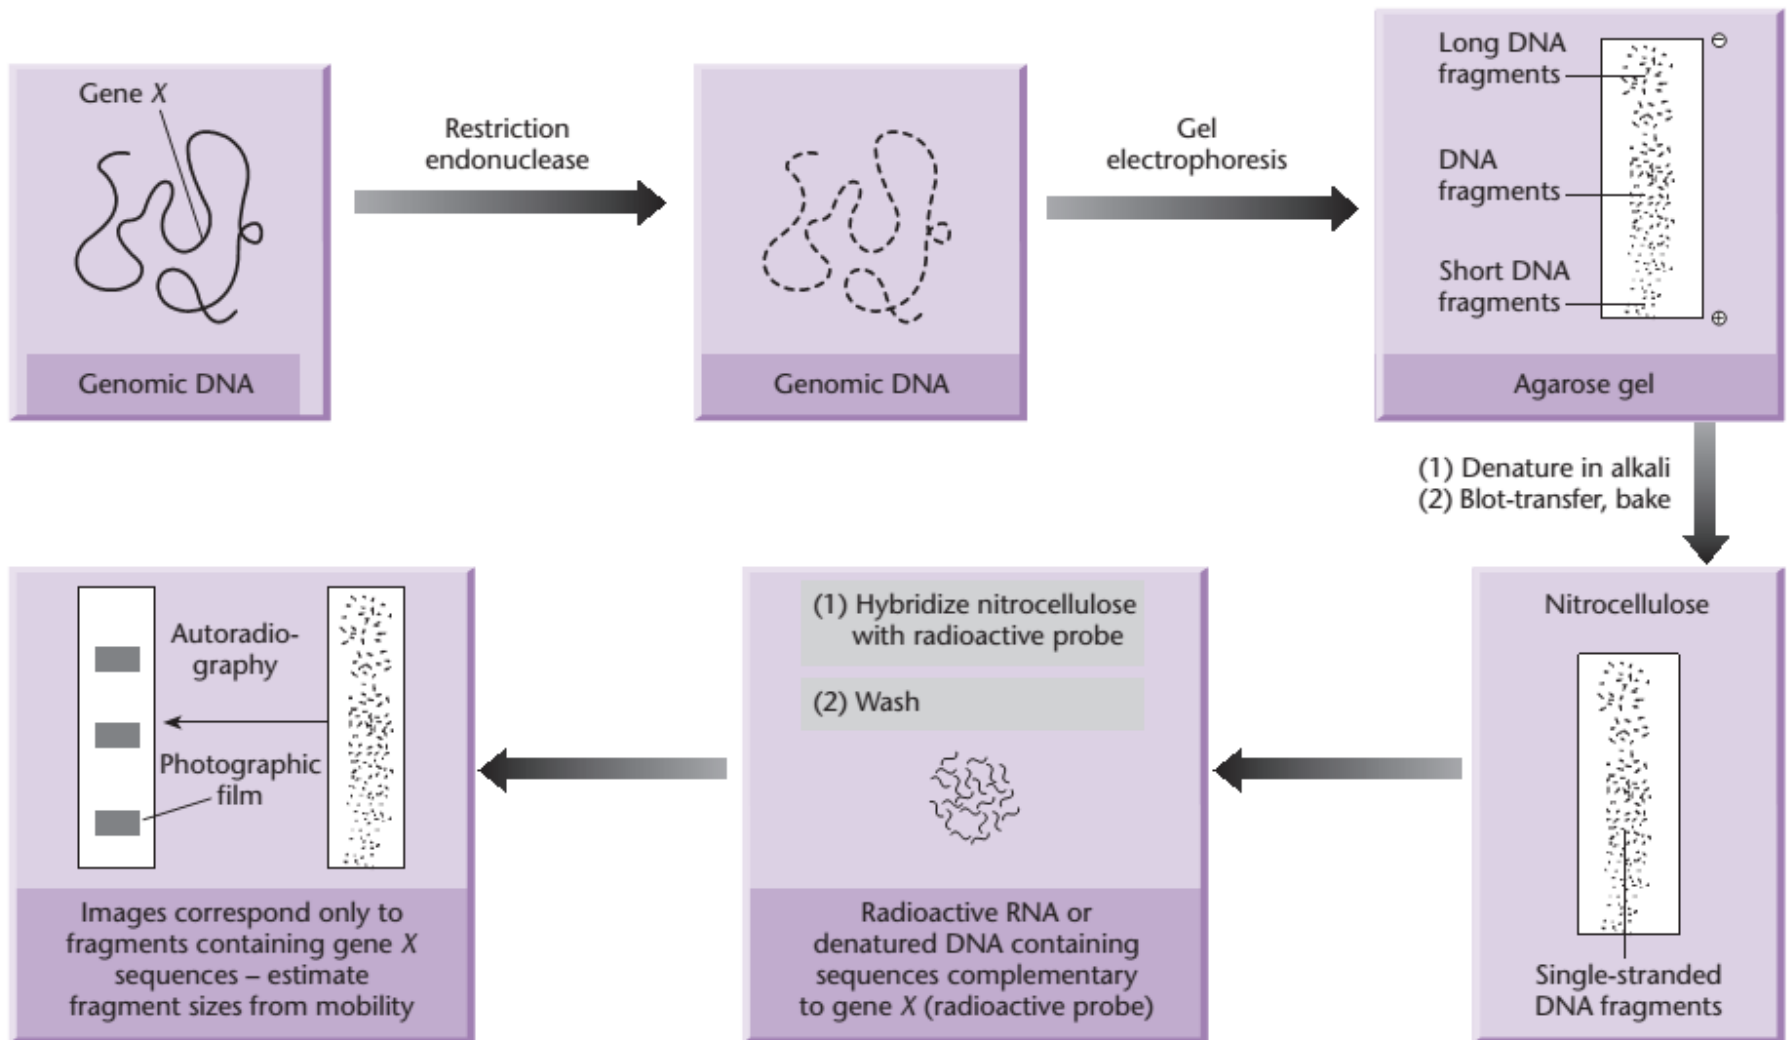 Gene X
Genomic DNA
Restriction
endonuclease
Genomic DNA
Gel
electrophoresis
Long DNA
fragments
DNA
fragments
Short DNA
fragments
⊖
⊕
Agarose gel
(1) Denature in alkali
(2) Blot-transfer, bake
Nitrocellulose
Single-stranded
DNA fragments
(1) Hybridize nitrocellulose
with radioactive probe
(2) Wash
Radioactive RNA or
denatured DNA containing
sequences complementary
to gene X (radioactive probe)
Autoradio-
graphy
Photographic
film
Images correspond only to
fragments containing gene X
sequences – estimate
fragment sizes from mobility